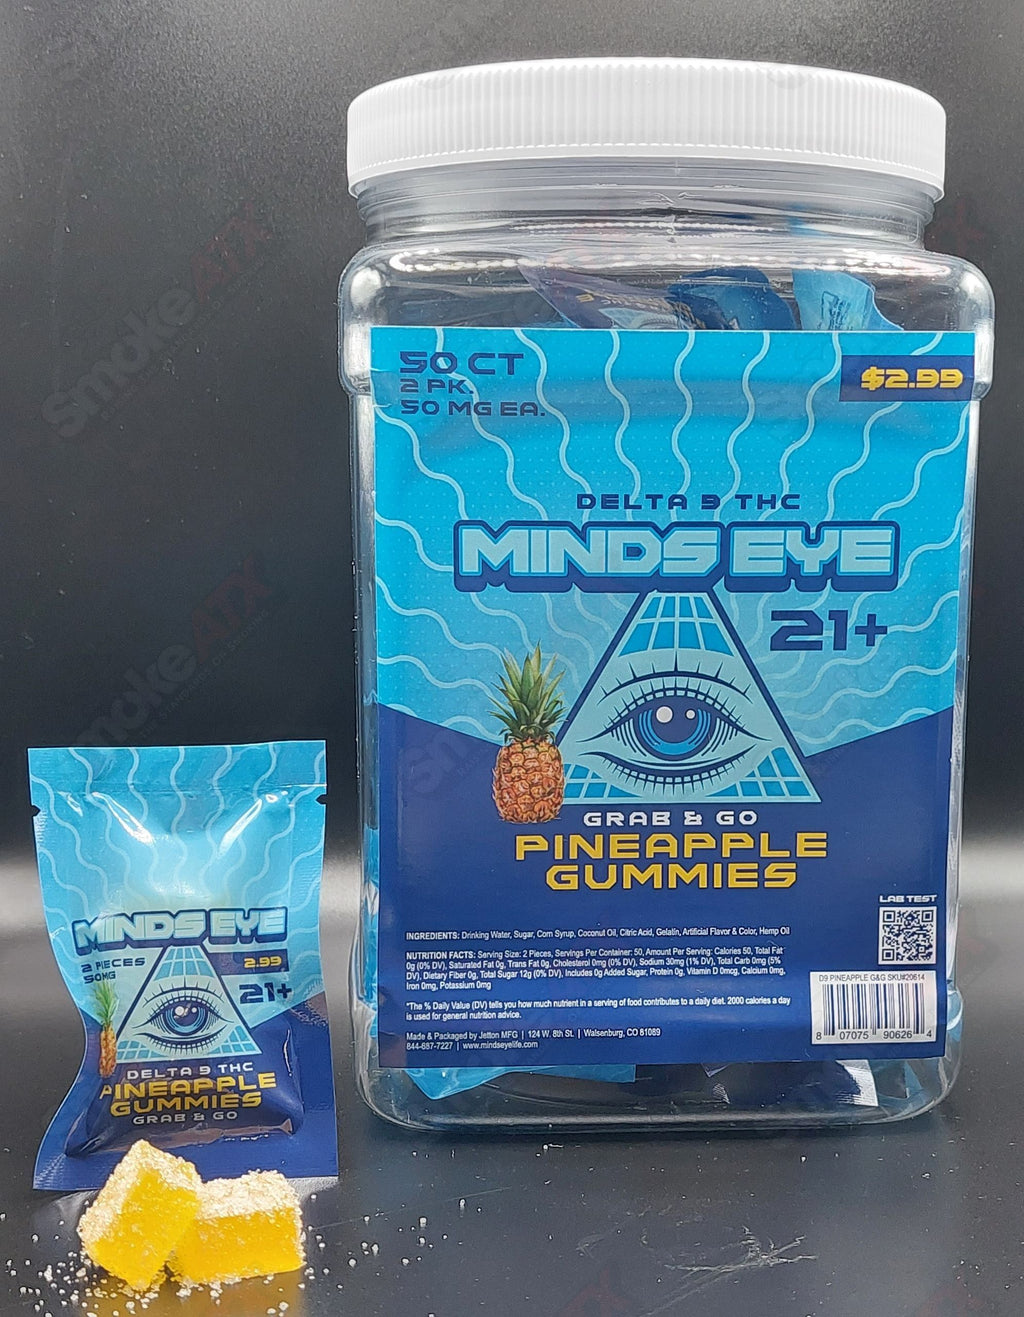 50 CT
2 PK.
50 MG EA.
$2.99
DELTA 9 THC
MINDS EYE
21+
GRAB & GO
PINEAPPLE
GUMMIES
LAB TEST
INGREDIENTS: Drinking Water, Sugar, Corn Syrup, Coconut Oil, Citric Acid, Gelatin, Artificial Flavor & Color, Hemp Oil
NUTRITION FACTS: Serving Size: 2 Pieces, Servings Per Container: 50, Amount Per Serving: Calories 50, Total Fat
0g (0% DV), Saturated Fat 0g, Trans Fat 0g, Cholesterol 0mg (0% DV), Sodium 30mg (1% DV), Total Carb 0mg (5%
DV), Dietary Fiber 0g, Total Sugar 12g (0% DV), Includes 0g Added Sugar, Protein 0g, Vitamin D 0mcg, Calcium 0mg,
Iron 0mg, Potassium 0mg
*The % Daily Value (DV) tells you how much nutrient in a serving of food contributes to a daily diet. 2000 calories a day
is used for general nutrition advice.
Made & Packaged by Jetton MFG | 124 W. 8th St. | Walsenburg, CO 81089
844-687-7227 | www.mindseyelife.com
D9 PINEAPPLE G&G SKU#20614
8 07075 90626 4
MINDS EYE
2 PIECES
50MG
2.99
21+
DELTA 9 THC
PINEAPPLE
GUMMIES
GRAB & GO
Smoke ATX
Smoke ATX